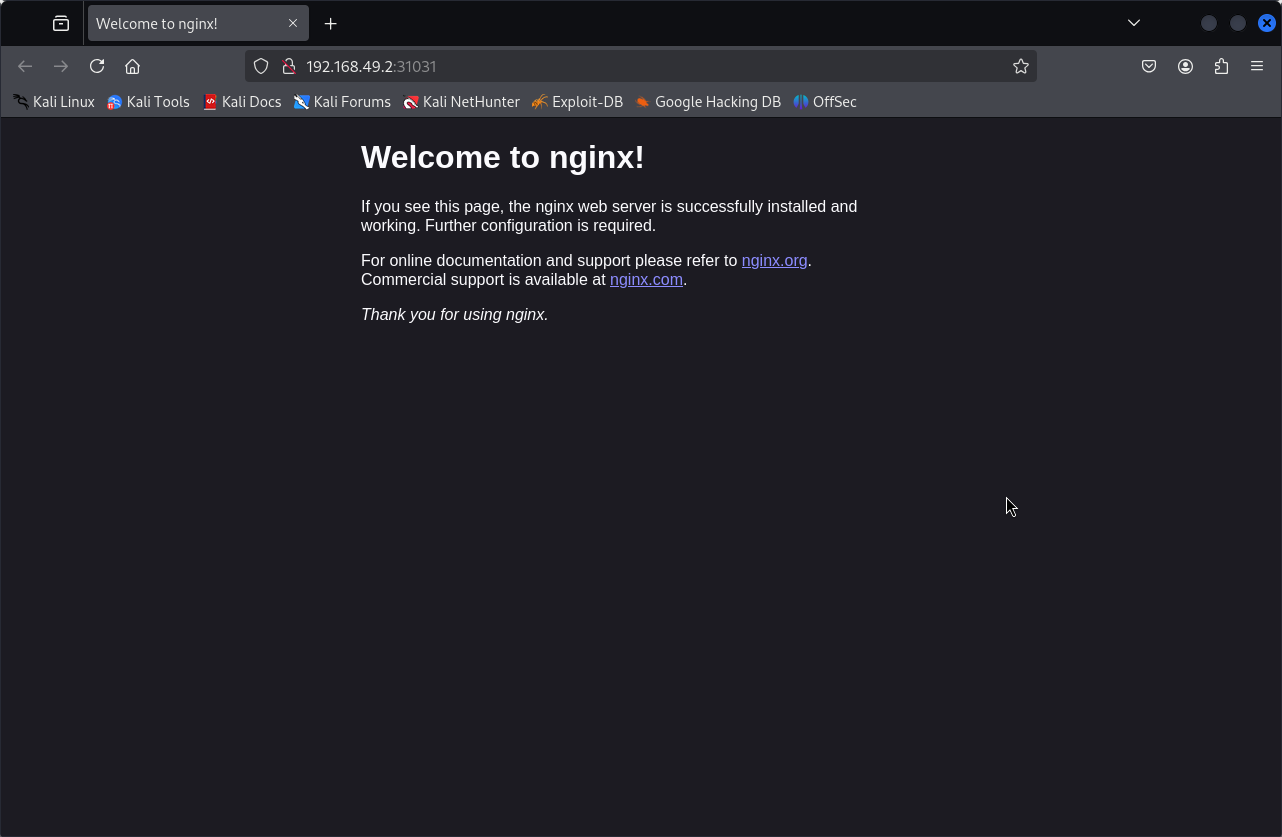 Welcome to nginx!
192.168.49.2:31031
Kali Linux Kali Tools Kali Docs Kali Forums Kali NetHunter Exploit-DB Google Hacking DB OffSec
Welcome to nginx!
If you see this page, the nginx web server is successfully installed and
working. Further configuration is required.
For online documentation and support please refer to nginx.org.
Commercial support is available at nginx.com.
Thank you for using nginx.